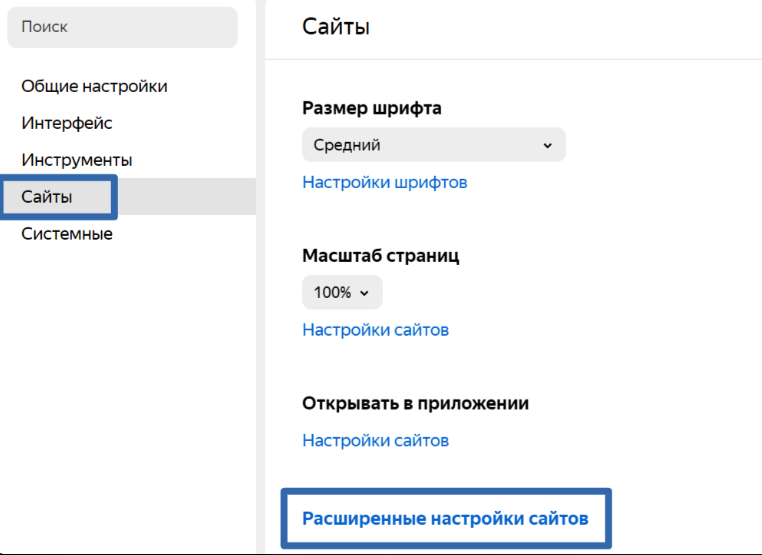 Поиск
Общие настройки
Интерфейс
Инструменты
Сайты
Системные
Сайты
Размер шрифта
Средний
Настройки шрифтов
Масштаб страниц
100%
Настройки сайтов
Открывать в приложении
Настройки сайтов
Расширенные настройки сайтов